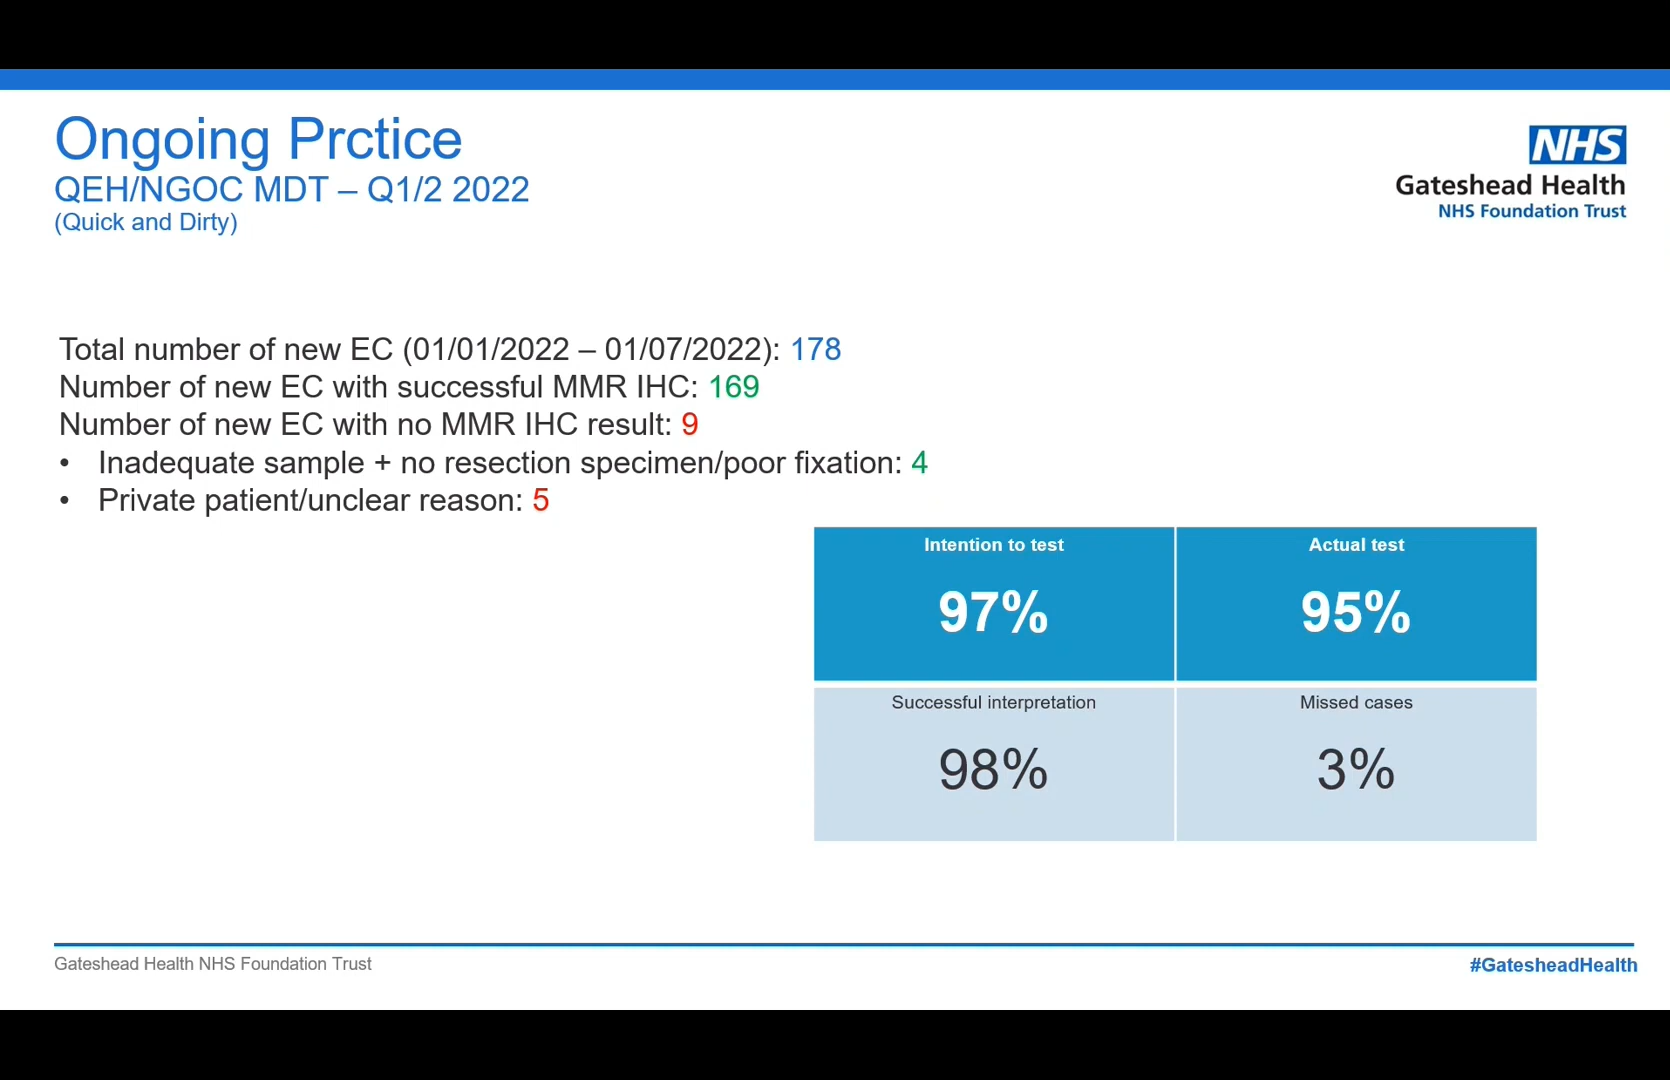 Ongoing Prctice
QEH/NGOC MDT – Q1/2 2022
(Quick and Dirty)
NHS
Gateshead Health
NHS Foundation Trust
Total number of new EC (01/01/2022 – 01/07/2022): 178
Number of new EC with successful MMR IHC: 169
Number of new EC with no MMR IHC result: 9
• Inadequate sample + no resection specimen/poor fixation: 4
• Private patient/unclear reason: 5
Intention to test
Actual test
97%
95%
Successful interpretation
Missed cases
98%
3%
Gateshead Health NHS Foundation Trust
#GatesheadHealth